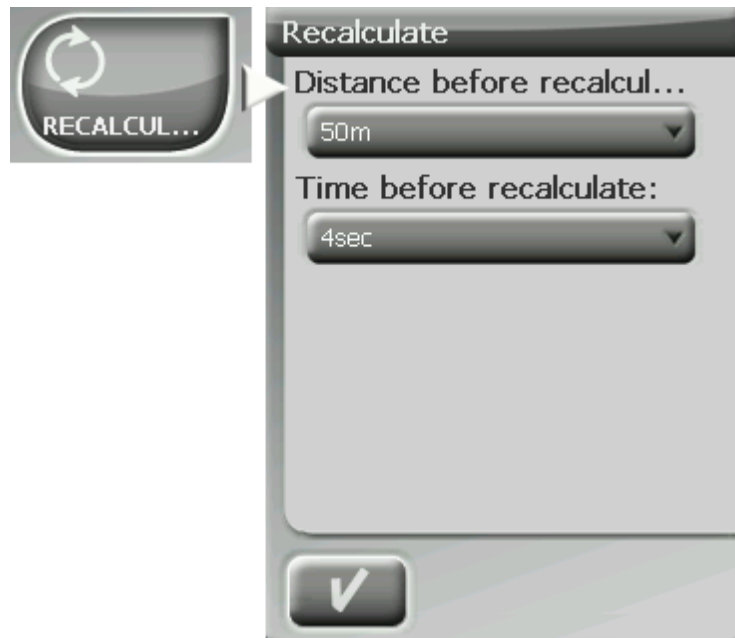 RECALCUL...
Recalculate
Distance before recalcul...
50m
Time before recalculate:
4sec